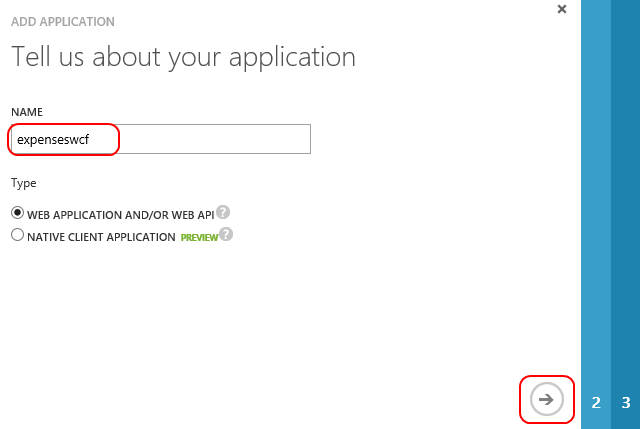 ADD APPLICATION
Tell us about your application
NAME
expenseswcf
Type
WEB APPLICATION AND/OR WEB API ?
NATIVE CLIENT APPLICATION PREVIEW ?
2 3